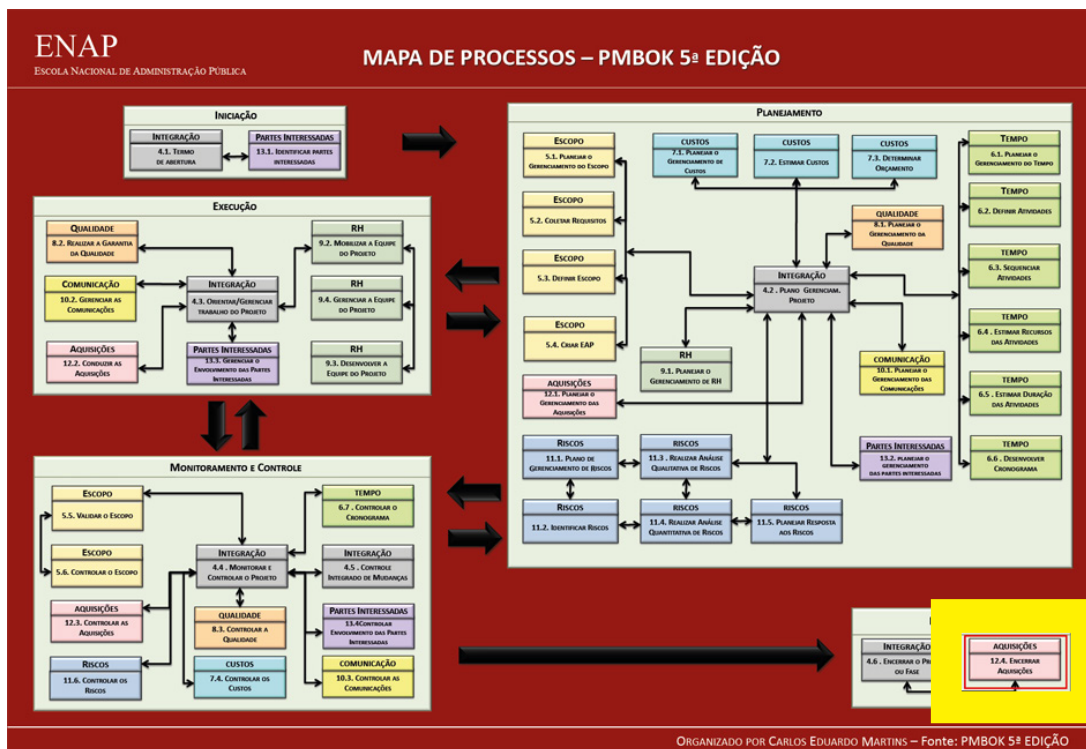 ENAP
ESCOLA NACIONAL DE ADMINISTRAÇÃO PÚBLICA
MAPA DE PROCESSOS – PMBOK 5ª EDIÇÃO
INICIAÇÃO
INTEGRAÇÃO
4.1. TERMO
DE ABERTURA
PARTES INTERESSADAS
13.1. IDENTIFICAR PARTES
INTERESSADAS
EXECUÇÃO
QUALIDADE
8.2. REALIZAR A GARANTIA
DA QUALIDADE
RH
9.2. MOBILIZAR A EQUIPE
DO PROJETO
COMUNICAÇÃO
10.2. GERENCIAR AS
COMUNICAÇÕES
INTEGRAÇÃO
4.3. ORIENTAR/GERENCIAR
TRABALHO DO PROJETO
RH
9.4. GERENCIAR A EQUIPE
DO PROJETO
AQUISIÇÕES
12.2. CONDUZIR AS
AQUISIÇÕES
PARTES INTERESSADAS
13.3. GERENCIAR O
ENVOLVIMENTO DAS PARTES
INTERESSADAS
RH
9.3. DESENVOLVER A
EQUIPE DO PROJETO
PLANEJAMENTO
ESCOPO
5.1. PLANEJAR O
GERENCIAMENTO DO ESCOPO
CUSTOS
7.1. PLANEJAR O
GERENCIAMENTO DE
CUSTOS
CUSTOS
7.2. ESTIMAR CUSTOS
CUSTOS
7.3. DETERMINAR
ORÇAMENTO
TEMPO
6.1. PLANEJAR O
GERENCIAMENTO DO TEMPO
ESCOPO
5.2. COLETAR REQUISITOS
QUALIDADE
8.1. PLANEJAR O
GERENCIAMENTO DA
QUALIDADE
TEMPO
6.2. DEFINIR ATIVIDADES
ESCOPO
5.3. DEFINIR ESCOPO
INTEGRAÇÃO
4.2 . PLANO GERENCIAM.
PROJETO
TEMPO
6.3. SEQUENCIAR
ATIVIDADES
ESCOPO
5.4. CRIAR EAP
TEMPO
6.4 . ESTIMAR RECURSOS
DAS ATIVIDADES
RH
9.1. PLANEJAR O
GERENCIAMENTO DE RH
COMUNICAÇÃO
10.1. PLANEJAR O
GERENCIAMENTO DAS
COMUNICAÇÕES
AQUISIÇÕES
12.1. PLANEJAR O
GERENCIAMENTO DAS
AQUISIÇÕES
TEMPO
6.5 . ESTIMAR DURAÇÃO
DAS ATIVIDADES
RISCOS
11.1. PLANO DE
GERENCIAMENTO DE RISCOS
RISCOS
11.3 . REALIZAR ANÁLISE
QUALITATIVA DE RISCOS
PARTES INTERESSADAS
13.2. PLANEJAR O
GERENCIAMENTO
DAS PARTES INTERESSADAS
TEMPO
6.6 . DESENVOLVER
CRONOGRAMA
RISCOS
11.2. IDENTIFICAR RISCOS
RISCOS
11.4. REALIZAR ANÁLISE
QUANTITATIVA DE RISCOS
RISCOS
11.5. PLANEJAR RESPOSTA
AOS RISCOS
MONITORAMENTO E CONTROLE
ESCOPO
5.5. VALIDAR O ESCOPO
TEMPO
6.7 . CONTROLAR O
CRONOGRAMA
ESCOPO
5.6. CONTROLAR O ESCOPO
INTEGRAÇÃO
4.4 . MONITORAR E
CONTROLAR O PROJETO
INTEGRAÇÃO
4.5 . CONTROLE
INTEGRADO DE MUDANÇAS
AQUISIÇÕES
12.3. CONTROLAR AS
AQUISIÇÕES
QUALIDADE
8.3. CONTROLAR A
QUALIDADE
PARTES INTERESSADAS
13.4CONTROLAR
ENVOLVIMENTO DAS PARTES
INTERESSADAS
RISCOS
11.6. CONTROLAR OS
RISCOS
CUSTOS
7.4. CONTROLAR OS
CUSTOS
COMUNICAÇÃO
10.3. CONTROLAR AS
COMUNICAÇÕES
INTEGRAÇÃO
4.6 . ENCERRAR O
OU FASE
AQUISIÇÕES
12.4. ENCERRAR
AQUISIÇÕES
ORGANIZADO POR CARLOS EDUARDO MARTINS – FONTE: PMBOK 5ª EDIÇÃO